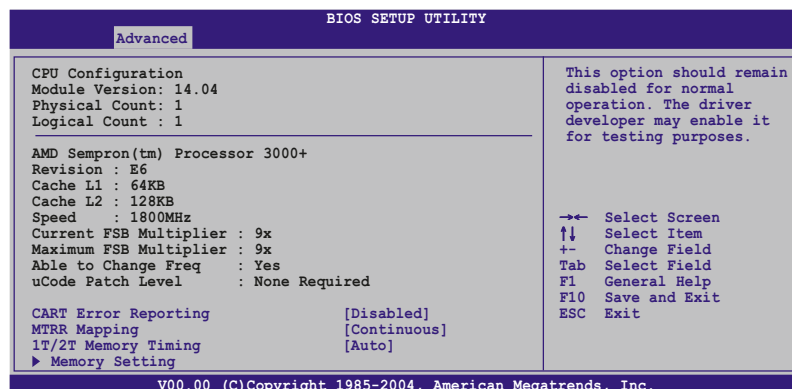 BIOS SETUP UTILITY
Advanced
CPU Configuration
Module Version: 14.04
Physical Count: 1
Logical Count : 1
AMD Sempron(tm) Processor 3000+
Revision : E6
Cache L1 : 64KB
Cache L2 : 128KB
Speed : 1800MHz
Current FSB Multiplier : 9x
Maximum FSB Multiplier : 9x
Able to Change Freq : Yes
uCode Patch Level : None Required
CART Error Reporting [Disabled]
MTRR Mapping [Continuous]
1T/2T Memory Timing [Auto]
▶ Memory Setting
This option should remain
disabled for normal
operation. The driver
developer may enable it
for testing purposes.
→← Select Screen
↑↓ Select Item
+- Change Field
Tab Select Field
F1 General Help
F10 Save and Exit
ESC Exit
V00.00 (C)Copyright 1985-2004, American Megatrends, Inc.